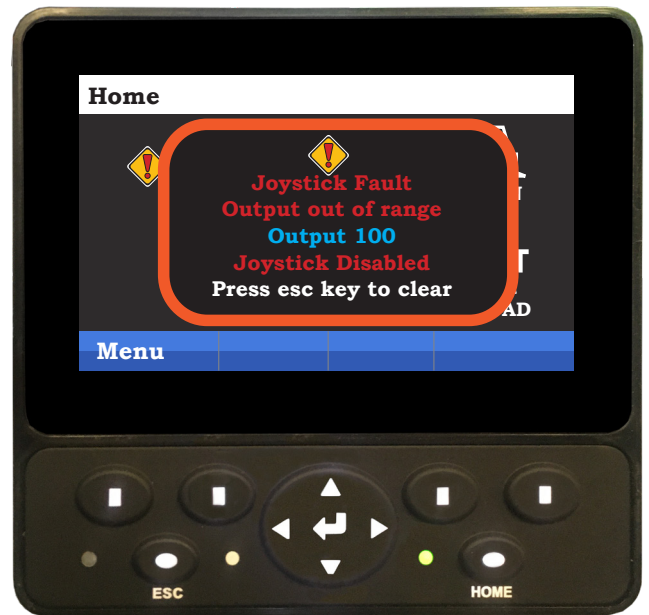 Home
Joystick Fault
Output out of range
Output 100
Joystick Disabled
Press esc key to clear
AD
Menu
ESC
HOME